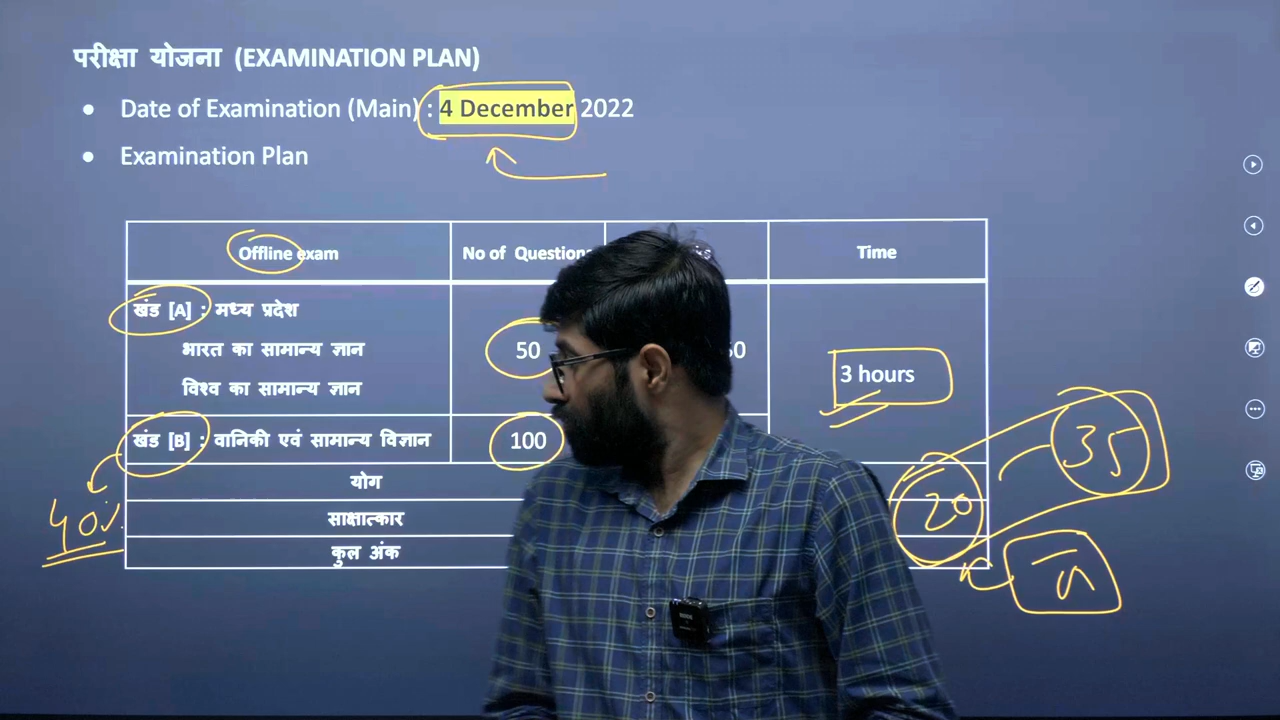 परीक्षा योजना (EXAMINATION PLAN)
• Date of Examination (Main) : 4 December 2022
• Examination Plan
Offline exam No of Questions Time
खंड [A] : मध्य प्रदेश
भारत का सामान्य ज्ञान 50 3 hours
विश्व का सामान्य ज्ञान
खंड [B] : वानिकी एवं सामान्य विज्ञान 100
योग
साक्षात्कार
कुल अंक
40%
35
20